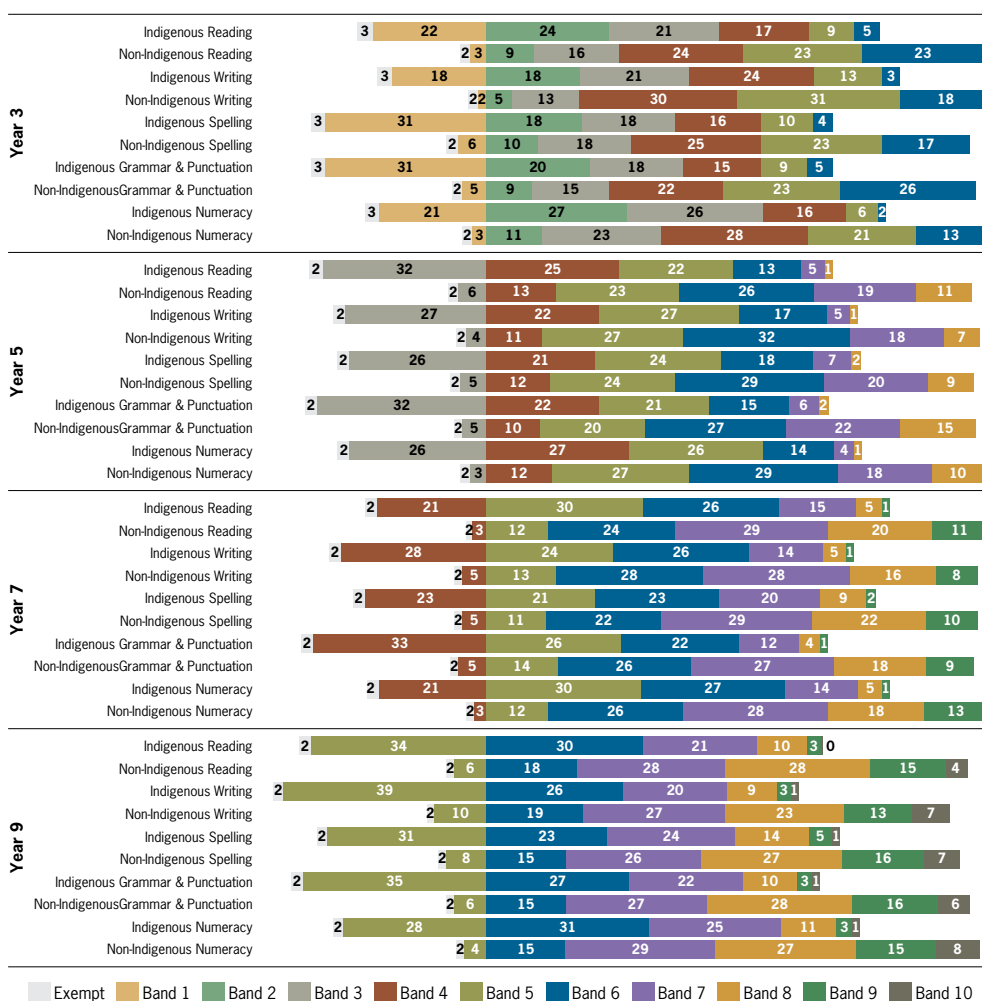 Year 3
Indigenous Reading 3 22 24 21 17 9 5
Non-Indigenous Reading 2 3 9 16 24 23 23
Indigenous Writing 3 18 18 21 24 13 3
Non-Indigenous Writing 2 2 5 13 30 31 18
Indigenous Spelling 3 31 18 18 16 10 4
Non-Indigenous Spelling 2 6 10 18 25 23 17
Indigenous Grammar & Punctuation 3 31 20 18 15 9 5
Non-IndigenousGrammar & Punctuation 2 5 9 15 22 23 26
Indigenous Numeracy 3 21 27 26 16 6 2
Non-Indigenous Numeracy 2 3 11 23 28 21 13
Year 5
Indigenous Reading 2 32 25 22 13 5 1
Non-Indigenous Reading 2 6 13 23 26 19 11
Indigenous Writing 2 27 22 27 17 5 1
Non-Indigenous Writing 2 4 11 27 32 18 7
Indigenous Spelling 2 26 21 24 18 7 2
Non-Indigenous Spelling 2 5 12 24 29 20 9
Indigenous Grammar & Punctuation 2 32 22 21 15 6 2
Non-IndigenousGrammar & Punctuation 2 5 10 20 27 22 15
Indigenous Numeracy 2 26 27 26 14 4 1
Non-Indigenous Numeracy 2 3 12 27 29 18 10
Year 7
Indigenous Reading 2 21 30 26 15 5 1
Non-Indigenous Reading 2 3 12 24 29 20 11
Indigenous Writing 2 28 24 26 14 5 1
Non-Indigenous Writing 2 5 13 28 28 16 8
Indigenous Spelling 2 23 21 23 20 9 2
Non-Indigenous Spelling 2 5 11 22 29 22 10
Indigenous Grammar & Punctuation 2 33 26 22 12 4 1
Non-IndigenousGrammar & Punctuation 2 5 14 26 27 18 9
Indigenous Numeracy 2 21 30 27 14 5 1
Non-Indigenous Numeracy 2 3 12 26 28 18 13
Year 9
Indigenous Reading 2 34 30 21 10 3 0
Non-Indigenous Reading 2 6 18 28 28 15 4
Indigenous Writing 2 39 26 20 9 3 1
Non-Indigenous Writing 2 10 19 27 23 13 7
Indigenous Spelling 2 31 23 24 14 5 1
Non-Indigenous Spelling 2 8 15 26 27 16 7
Indigenous Grammar & Punctuation 2 35 27 22 10 3 1
Non-IndigenousGrammar & Punctuation 2 6 15 27 28 16 6
Indigenous Numeracy 2 28 31 25 11 3 1
Non-Indigenous Numeracy 2 4 15 29 27 15 8
Exempt Band 1 Band 2 Band 3 Band 4 Band 5 Band 6 Band 7 Band 8 Band 9 Band 10